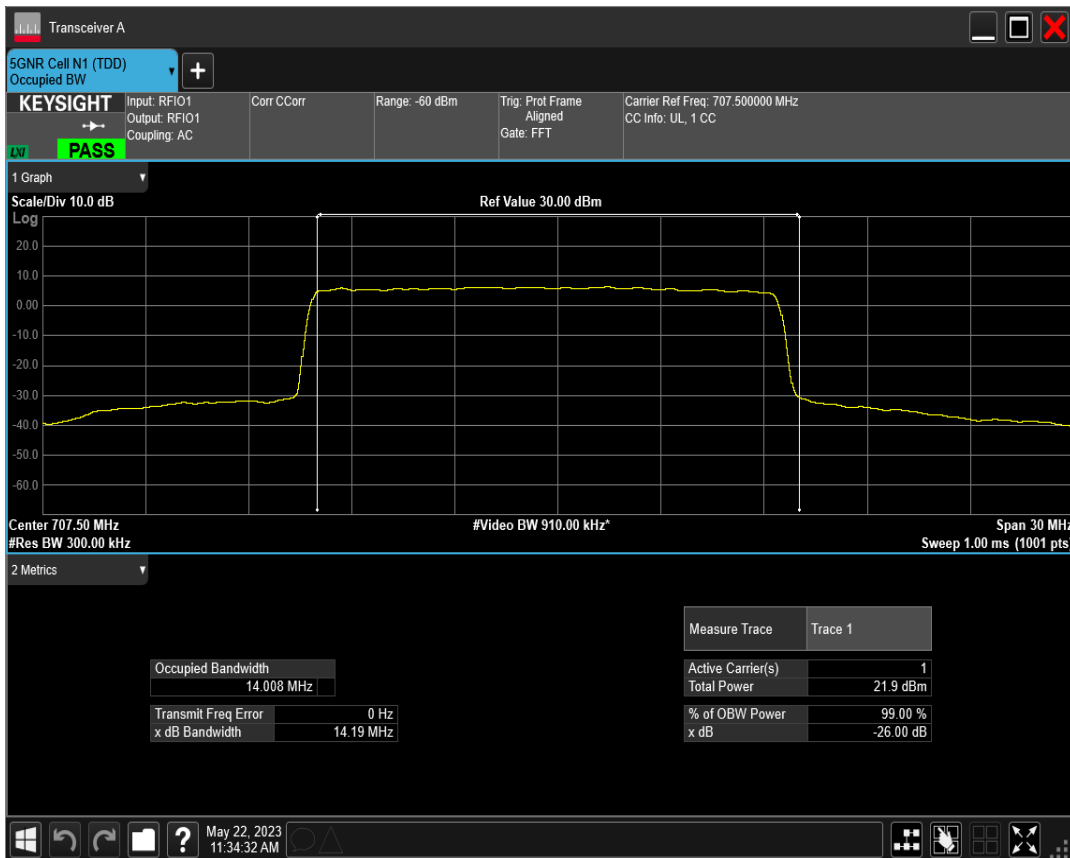 Transceiver A
5GNR Cell N1 (TDD)
Occupied BW
+
KEYSIGHT
LXI
PASS
Input: RFIO1
Output: RFIO1
Coupling: AC
Corr CCorr
Range: -60 dBm
Trig: Prot Frame
Aligned
Gate: FFT
Carrier Ref Freq: 707.500000 MHz
CC Info: UL, 1 CC
1 Graph
Scale/Div 10.0 dB
Ref Value 30.00 dBm
Log
20.0
10.0
0.00
-10.0
-20.0
-30.0
-40.0
-50.0
-60.0
Center 707.50 MHz
#Video BW 910.00 kHz*
Span 30 MHz
#Res BW 300.00 kHz
Sweep 1.00 ms (1001 pts)
2 Metrics
Measure Trace Trace 1
Occupied Bandwidth
14.008 MHz
Active Carrier(s) 1
Total Power 21.9 dBm
Transmit Freq Error 0 Hz
x dB Bandwidth 14.19 MHz
% of OBW Power 99.00 %
x dB -26.00 dB
?
May 22, 2023
11:34:32 AM